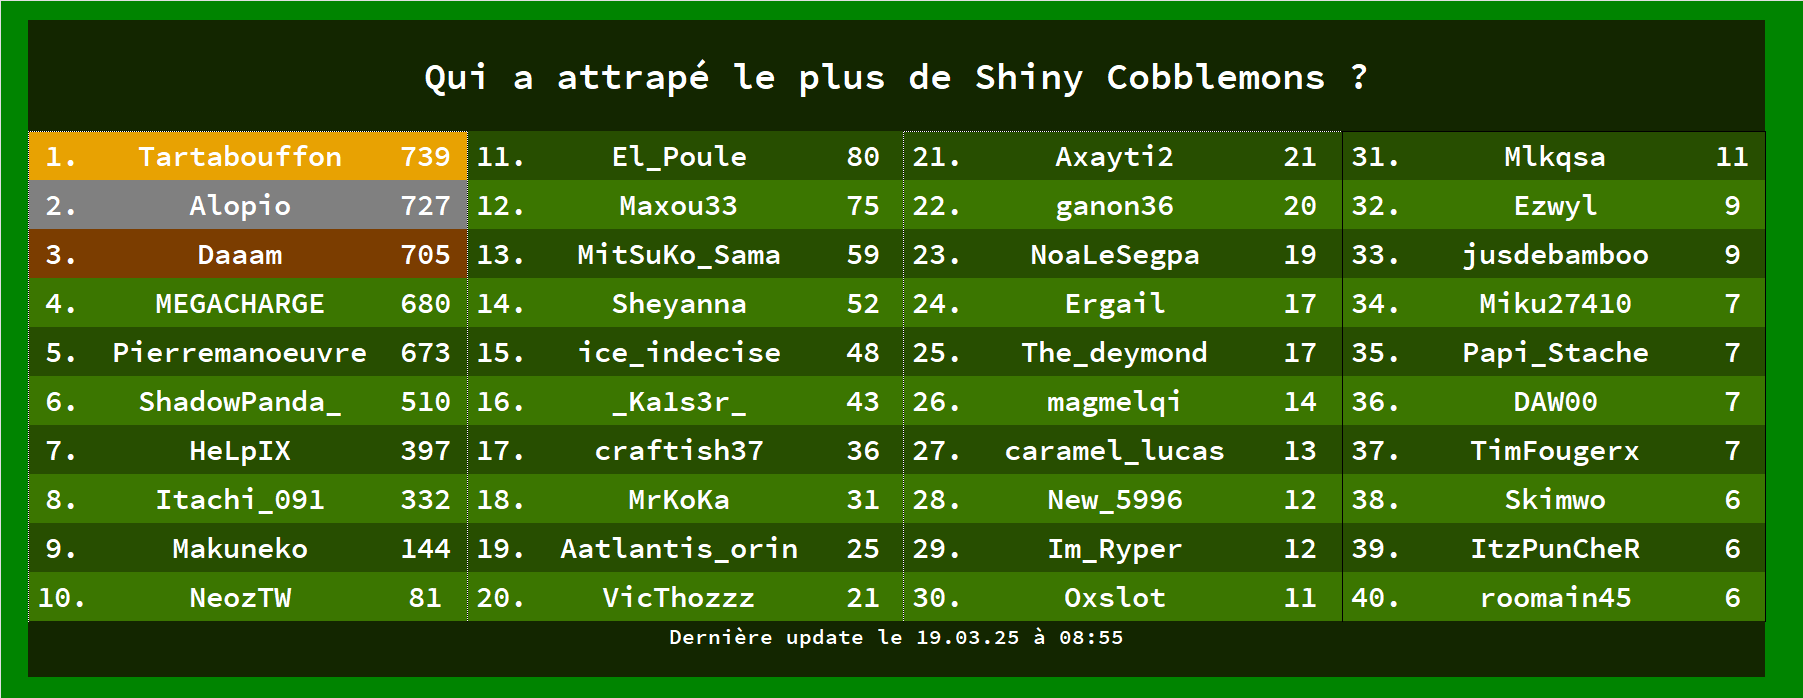 Qui a attrapé le plus de Shiny Cobblemons ?
1. Tartabouffon 739
2. Alopio 727
3. Daaam 705
4. MEGACHARGE 680
5. Pierremanoeuvre 673
6. ShadowPanda_ 510
7. HeLpIX 397
8. Itachi_091 332
9. Makuneko 144
10. NeozTW 81
11. El_Poule 80
12. Maxou33 75
13. MitSuKo_Sama 59
14. Sheyanna 52
15. ice_indecise 48
16. _Ka1s3r_ 43
17. craftish37 36
18. MrKoKa 31
19. Aatlantis_orin 25
20. VicThozzz 21
21. Axayti2 21
22. ganon36 20
23. NoaLeSegpa 19
24. Ergail 17
25. The_deymond 17
26. magmelqi 14
27. caramel_lucas 13
28. New_5996 12
29. Im_Ryper 12
30. Oxslot 11
31. Mlkqsa 11
32. Ezwyl 9
33. jusdebamboo 9
34. Miku27410 7
35. Papi_Stache 7
36. DAW00 7
37. TimFougerx 7
38. Skimwo 6
39. ItzPunCheR 6
40. roomain45 6
Dernière update le 19.03.25 à 08:55